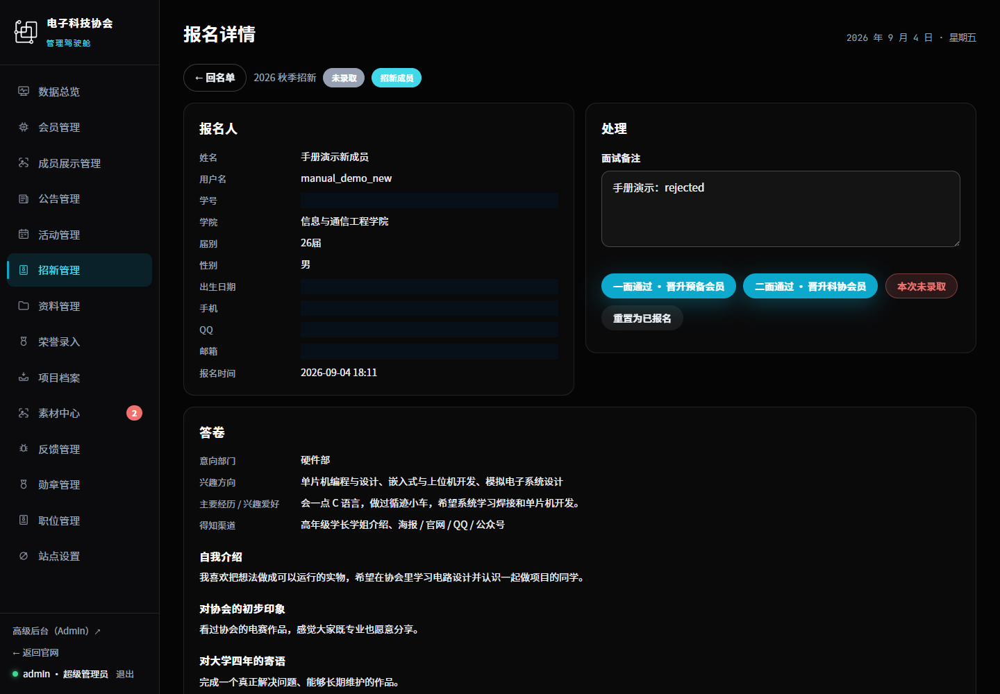 电子科技协会
管理驾驶舱
数据总览
会员管理
成员展示管理
公告管理
活动管理
招新管理
资料管理
荣誉录入
项目档案
素材中心 2
反馈管理
勋章管理
职位管理
站点设置
高级后台（Admin）↗
← 返回官网
admin · 超级管理员 退出
报名详情
2026 年 9 月 4 日 · 星期五
← 回名单 2026 秋季招新 未录取 招新成员
报名人
姓名 手册演示新成员
用户名 manual_demo_new
学号
学院 信息与通信工程学院
届别 26届
性别 男
出生日期
手机
QQ
邮箱
报名时间 2026-09-04 18:11
处理
面试备注
手册演示：rejected
一面通过 · 晋升预备会员 二面通过 · 晋升科协会员 本次未录取
重置为已报名
答卷
意向部门 硬件部
兴趣方向 单片机编程与设计、嵌入式与上位机开发、模拟电子系统设计
主要经历 / 兴趣爱好 会一点 C 语言，做过循迹小车，希望系统学习焊接和单片机开发。
得知渠道 高年级学长学姐介绍、海报 / 官网 / QQ / 公众号
自我介绍
我喜欢把想法做成可以运行的实物，希望在协会里学习电路设计并认识一起做项目的同学。
对协会的初步印象
看过协会的电赛作品，感觉大家既专业也愿意分享。
对大学四年的寄语
完成一个真正解决问题、能够长期维护的作品。